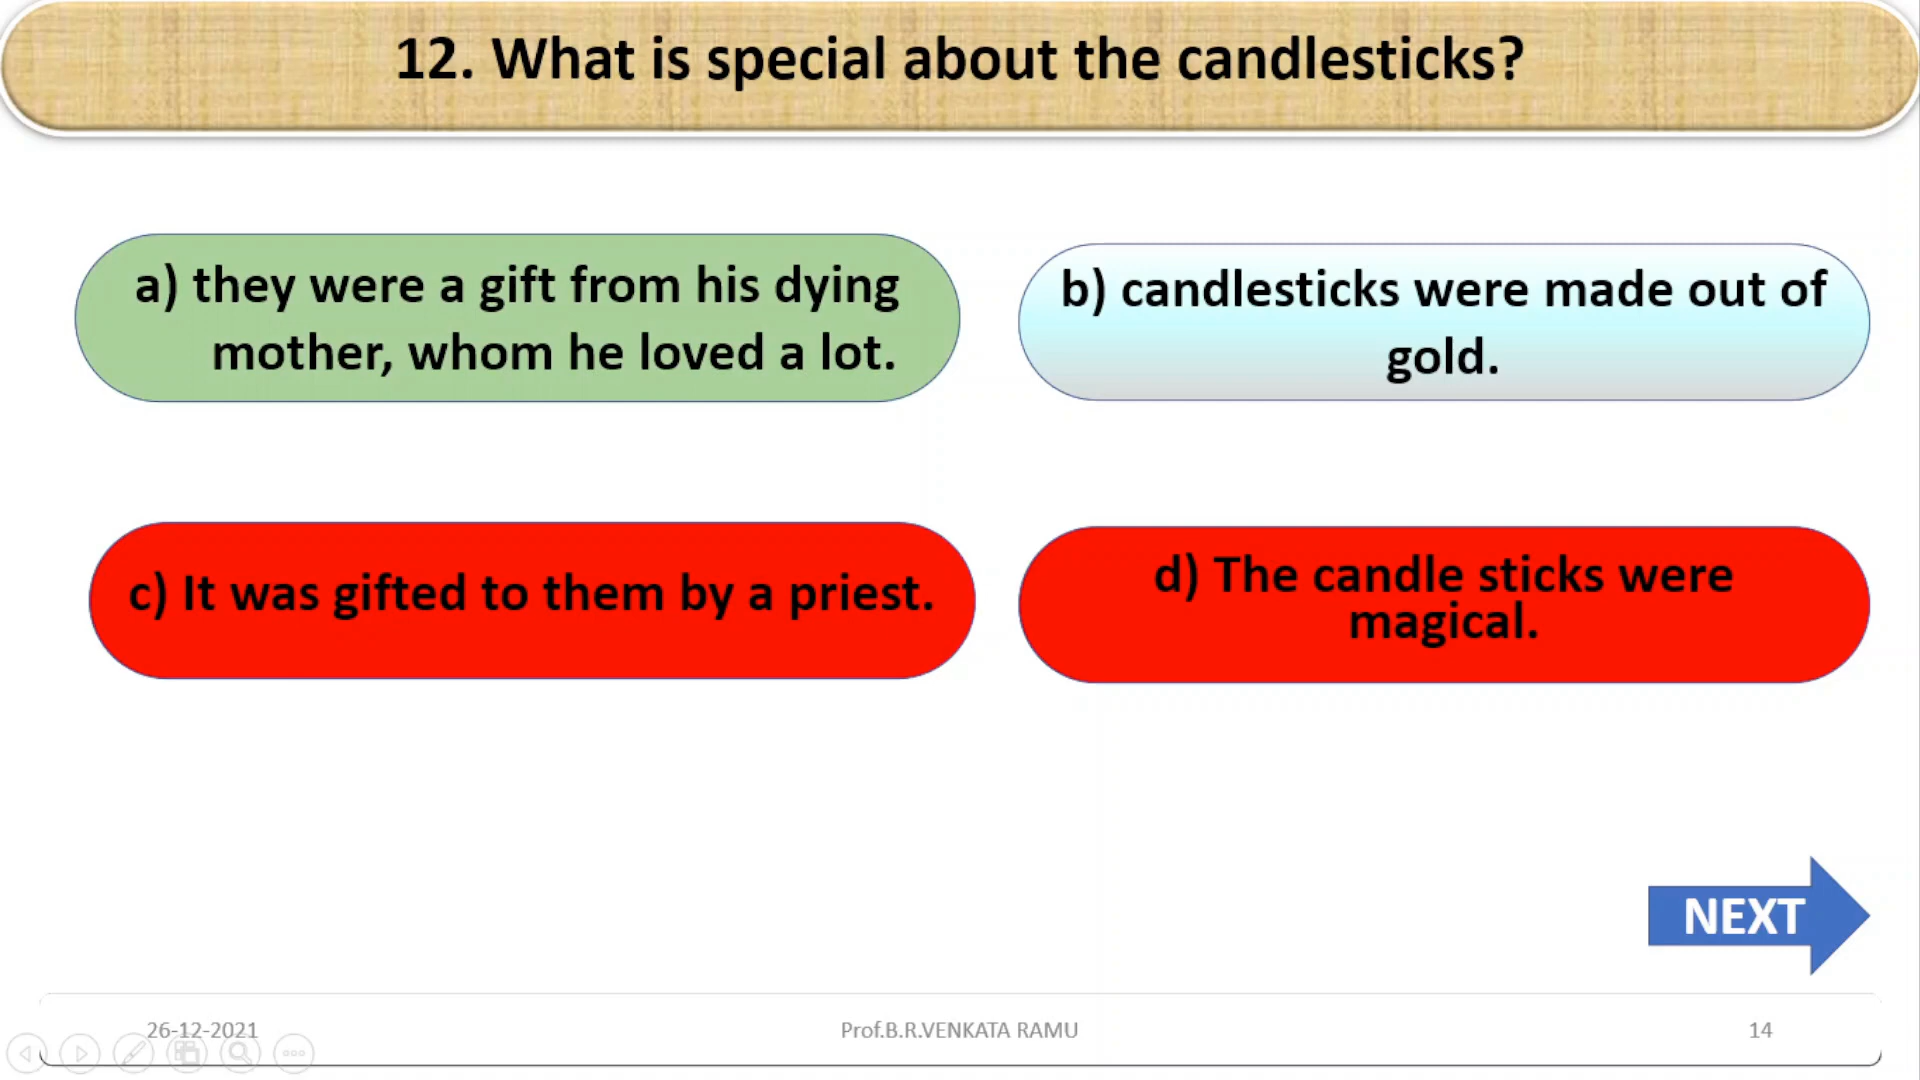 12. What is special about the candlesticks?
a) they were a gift from his dying
mother, whom he loved a lot.
b) candlesticks were made out of
gold.
c) It was gifted to them by a priest.
d) The candle sticks were
magical.
NEXT
26-12-2021
Prof.B.R.VENKATA RAMU
14